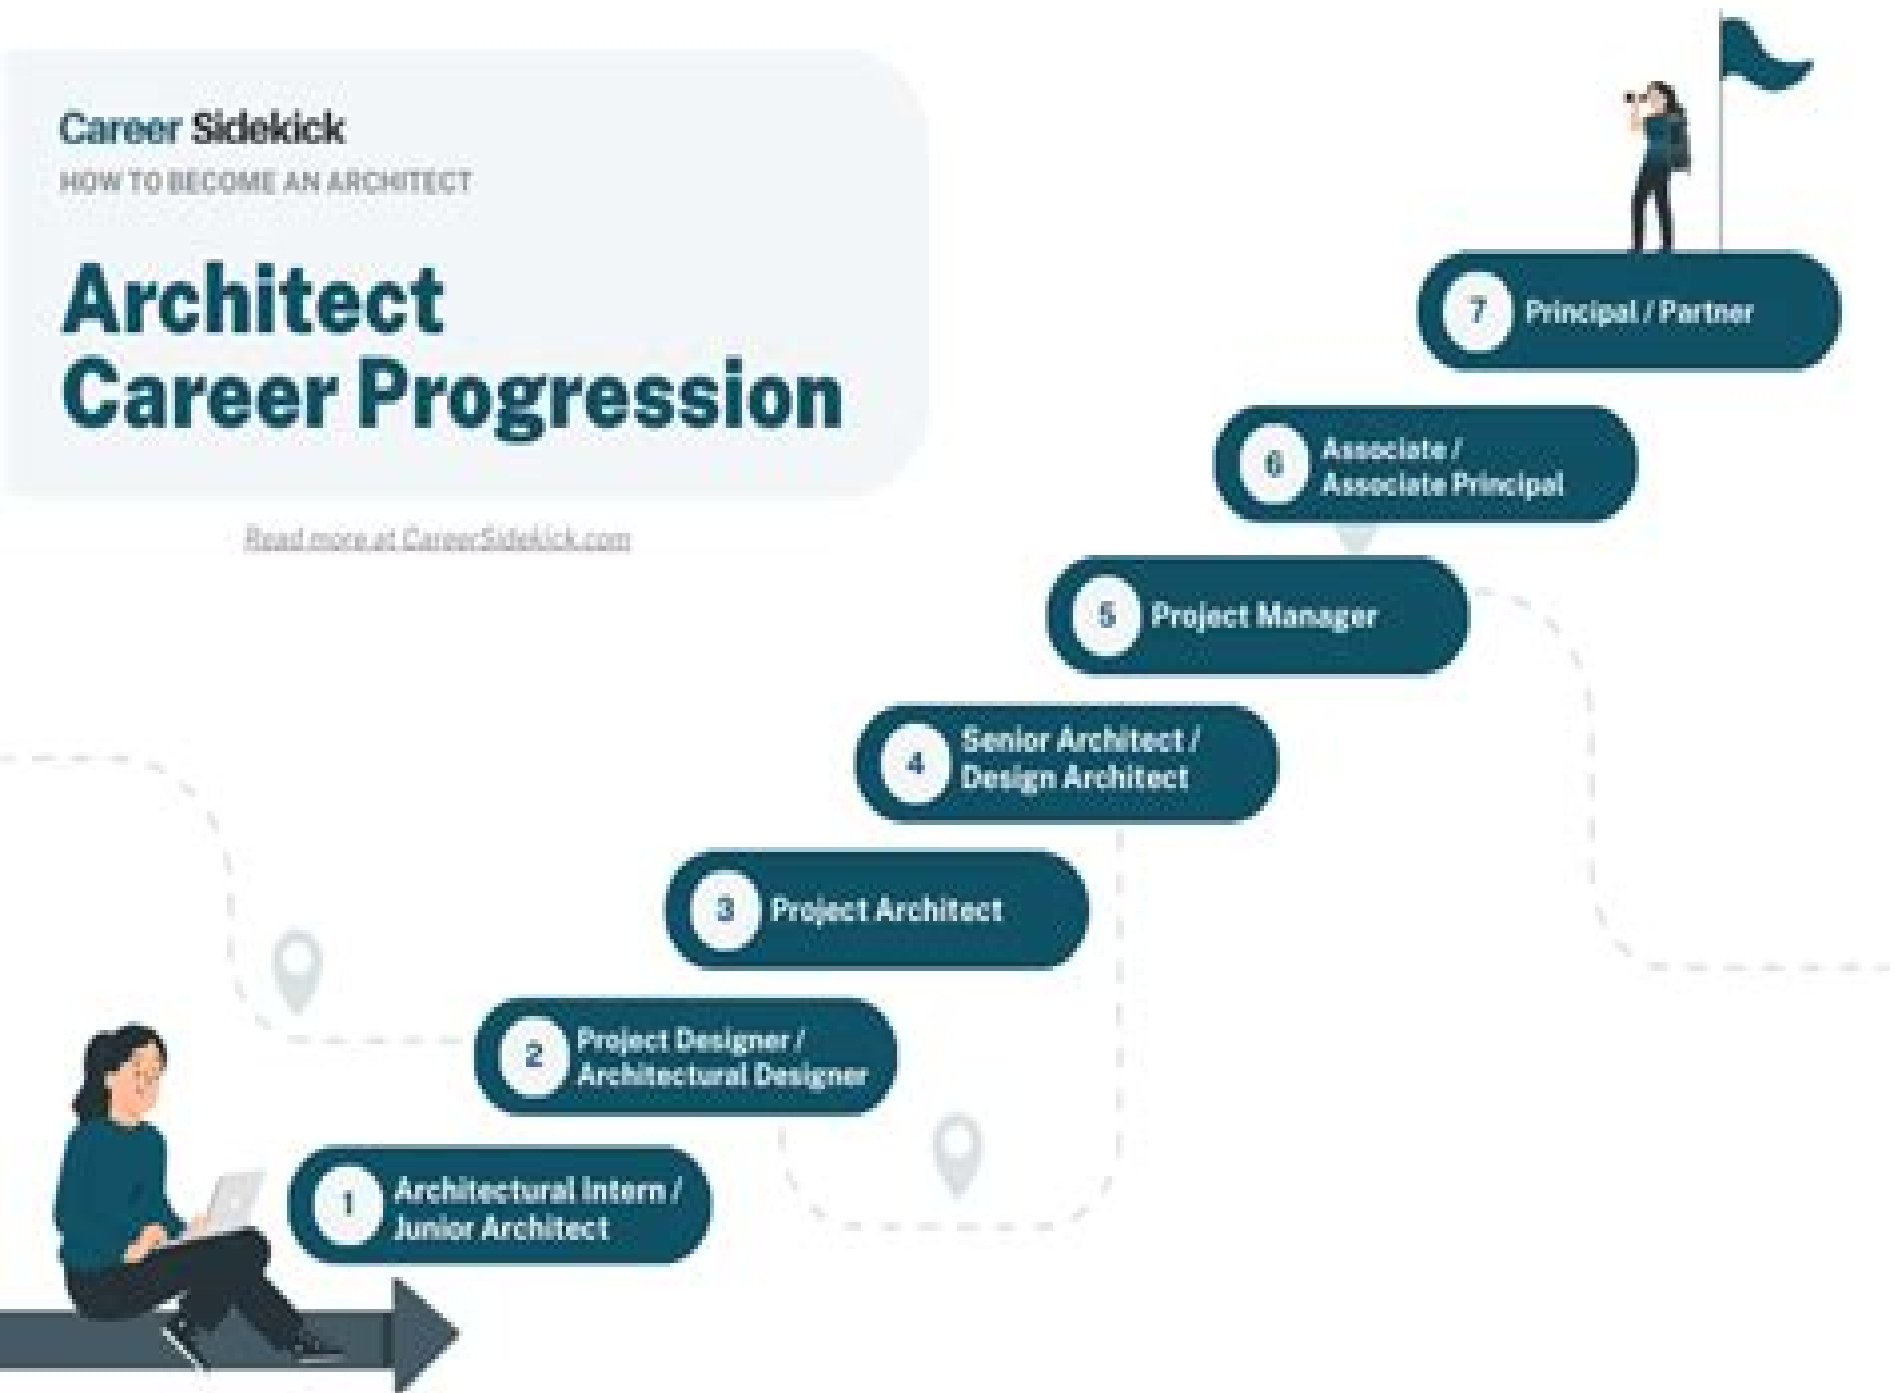 Career Sidekick
HOW TO BECOME AN ARCHITECT
Architect
Career Progression
Read more at CareerSidekick.com
7 Principal / Partner
6 Associate /
Associate Principal
5 Project Manager
4 Senior Architect /
Design Architect
3 Project Architect
2 Project Designer /
Architectural Designer
1 Architectural Intern /
Junior Architect